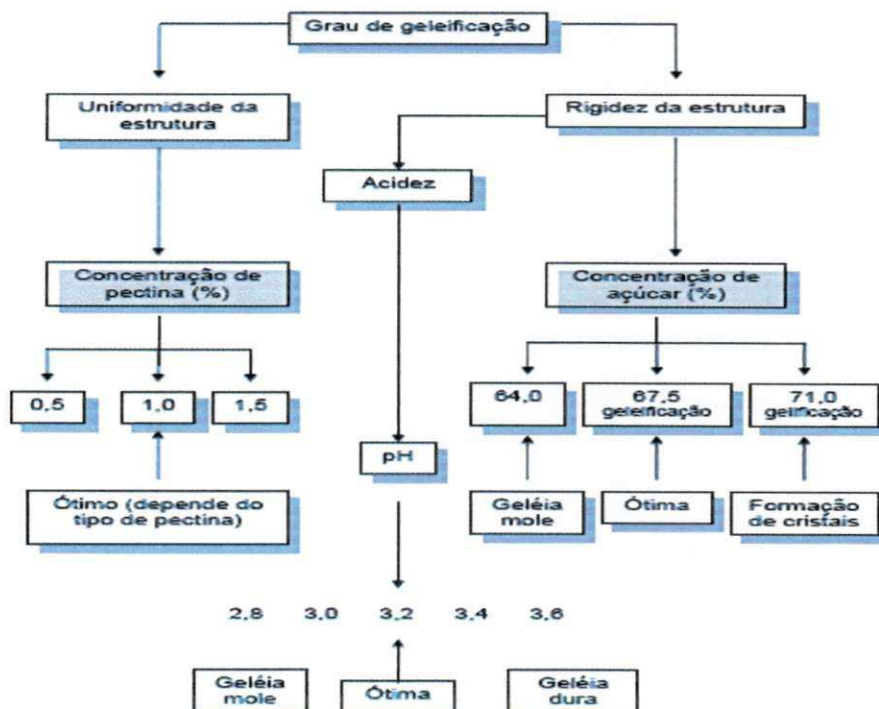 Grau de geleificação
Uniformidade da
estrutura
Rigidez da estrutura
Acidez
Concentração de
pectina (%)
Concentração de
açúcar (%)
0,5
1,0
1,5
64,0
67,5
geleificação
71,0
gelificação
pH
Ótimo (depende do
tipo de pectina)
Geléia
mole
Ótima
Formação
de cristais
2,8 3,0 3,2 3,4 3,6
Geléia
mole
Ótima
Geléia
dura